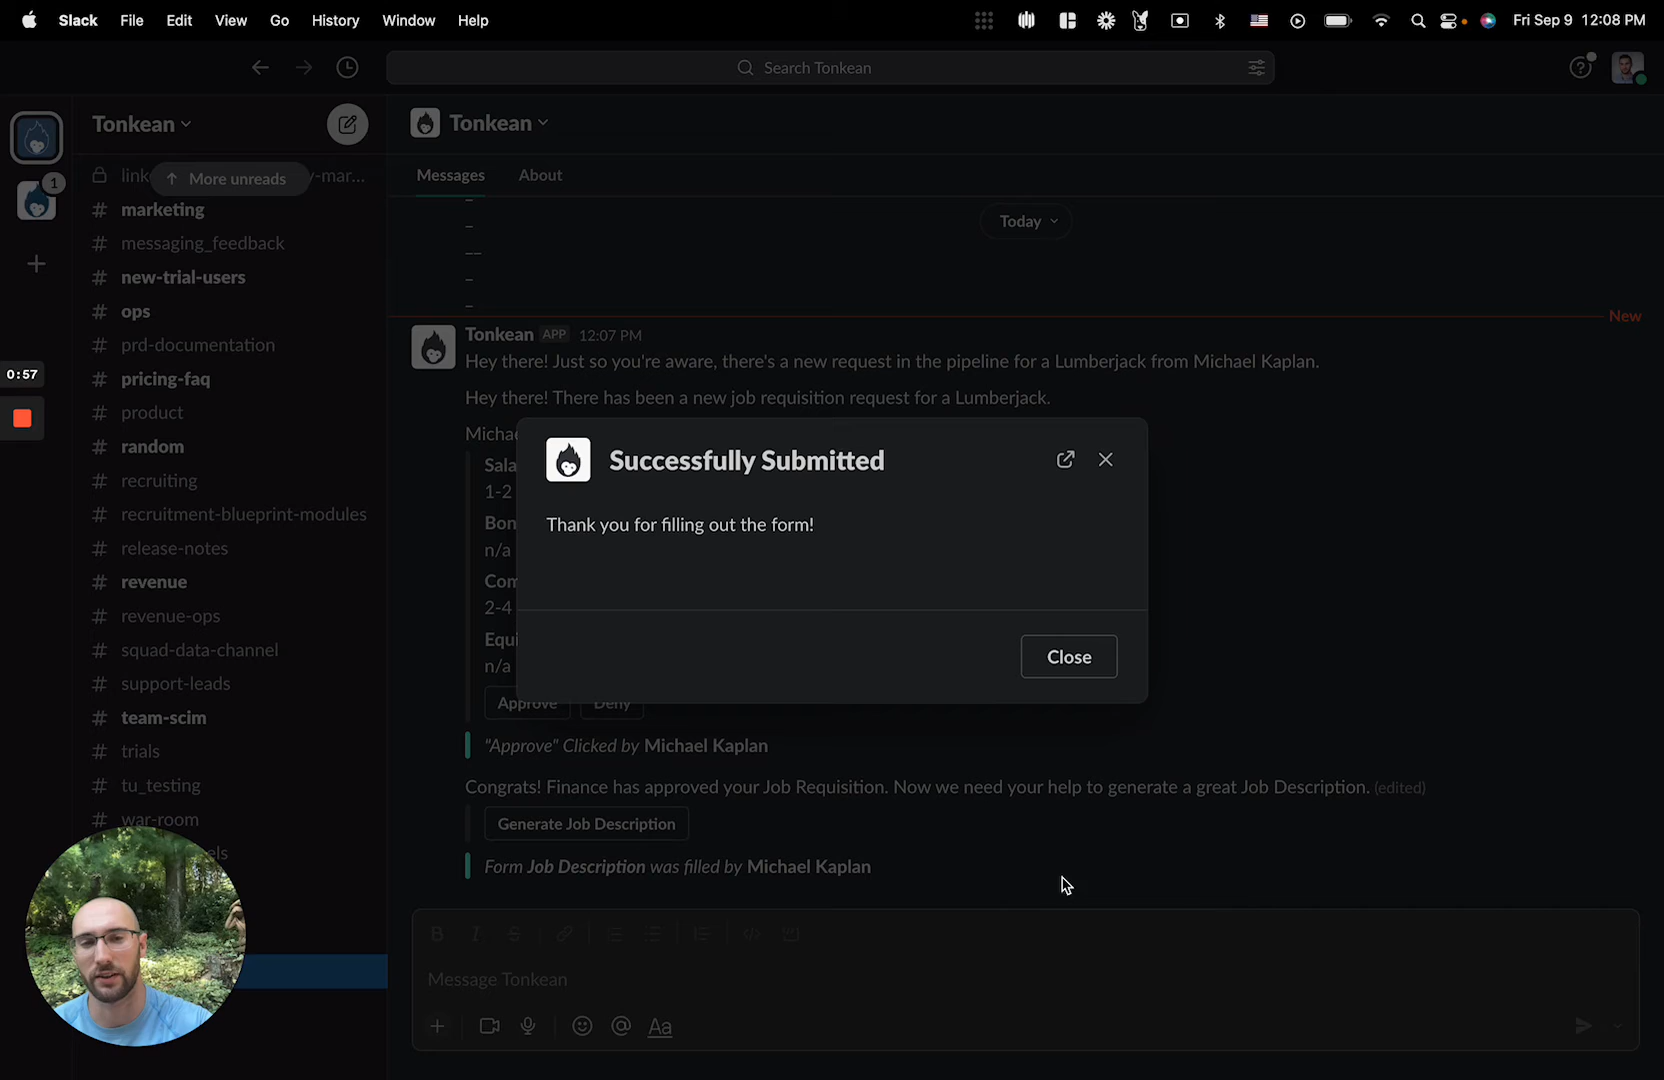 Slack File Edit View Go History Window Help Fri Sep 9 12:08 PM
Search Tonkean
Tonkean
Tonkean
1
More unreads
Messages About
Today
New
# marketing
# messaging_feedback
# new-trial-users
# ops
# prd-documentation
# pricing-faq
# product
# random
# recruiting
# recruitment-blueprint-modules
# release-notes
# revenue
# revenue-ops
# squad-data-channel
# support-leads
# team-scim
# trials
# tu_testing
# war-room
0:57
Tonkean APP 12:07 PM
Hey there! Just so you're aware, there's a new request in the pipeline for a Lumberjack from Michael Kaplan.
Hey there! There has been a new job requisition request for a Lumberjack.
1-2
n/a
2-4
n/a
Successfully Submitted
Thank you for filling out the form!
Close
Approve Deny
"Approve" Clicked by Michael Kaplan
Congrats! Finance has approved your Job Requisition. Now we need your help to generate a great Job Description. (edited)
Generate Job Description
Form Job Description was filled by Michael Kaplan
B I S
Message Tonkean
Aa